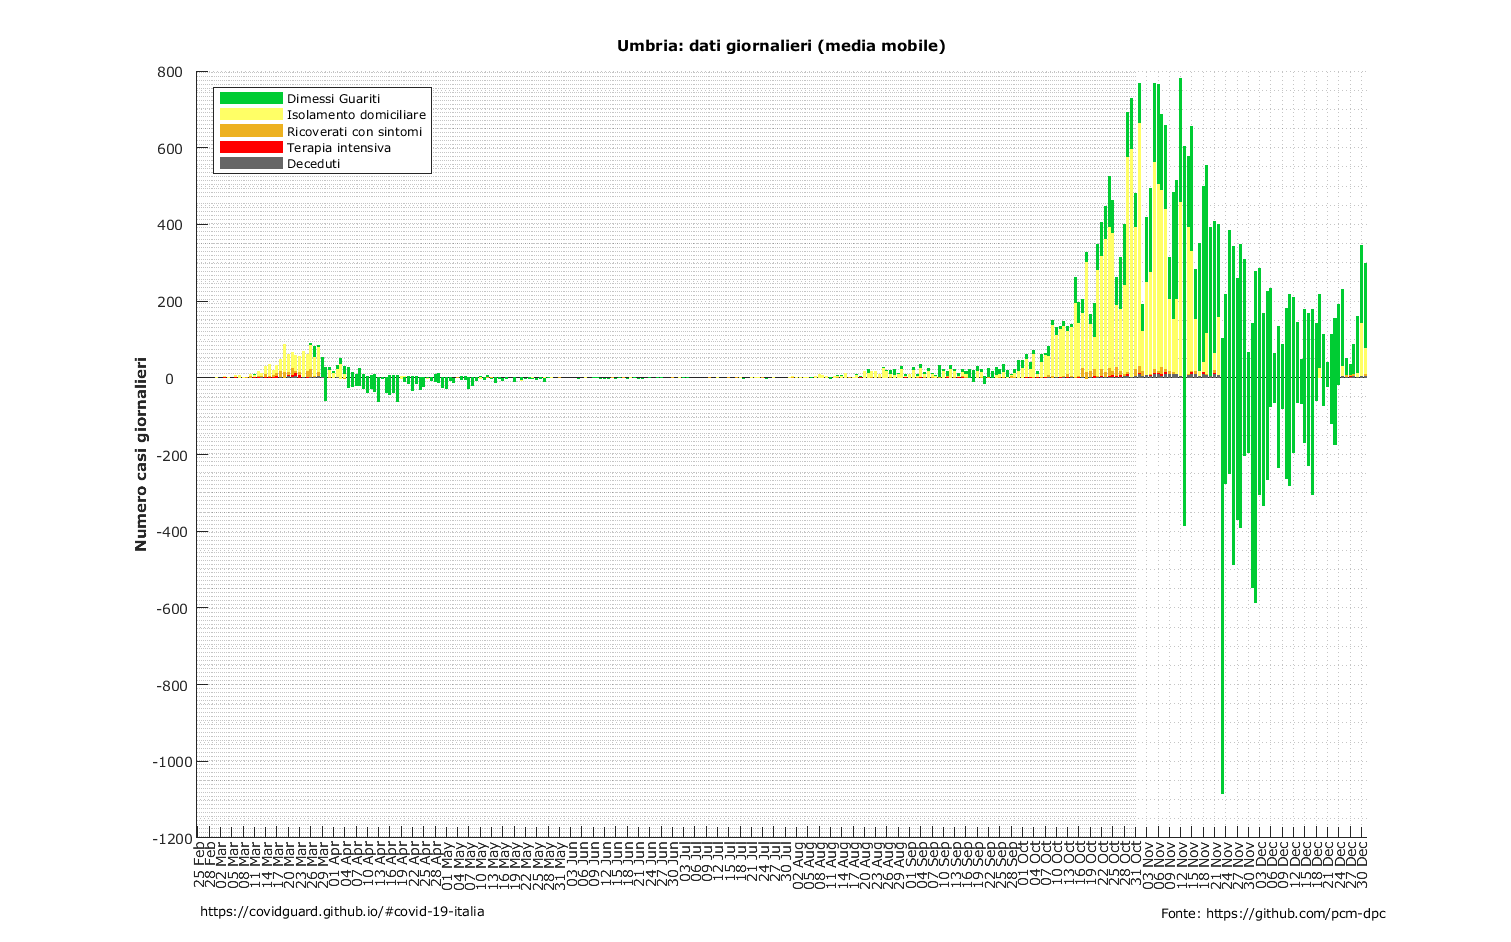 Umbria: dati giornalieri (media mobile)
Dimessi Guariti
Isolamento domiciliare
Ricoverati con sintomi
Terapia intensiva
Deceduti
Numero casi giornalieri
800
600
400
200
0
-200
-400
-600
-800
-1000
-1200
25 Feb
28 Feb
02 Mar
05 Mar
08 Mar
11 Mar
14 Mar
17 Mar
20 Mar
23 Mar
26 Mar
29 Mar
01 Apr
04 Apr
07 Apr
10 Apr
13 Apr
16 Apr
19 Apr
22 Apr
25 Apr
28 Apr
01 May
04 May
07 May
10 May
13 May
16 May
19 May
22 May
25 May
28 May
31 May
03 Jun
06 Jun
09 Jun
12 Jun
15 Jun
18 Jun
21 Jun
24 Jun
27 Jun
30 Jun
03 Jul
06 Jul
09 Jul
12 Jul
15 Jul
18 Jul
21 Jul
24 Jul
27 Jul
30 Jul
02 Aug
05 Aug
08 Aug
11 Aug
14 Aug
17 Aug
20 Aug
23 Aug
26 Aug
29 Aug
01 Sep
04 Sep
07 Sep
10 Sep
13 Sep
16 Sep
19 Sep
22 Sep
25 Sep
28 Sep
01 Oct
04 Oct
07 Oct
10 Oct
13 Oct
16 Oct
19 Oct
22 Oct
25 Oct
28 Oct
31 Oct
03 Nov
06 Nov
09 Nov
12 Nov
15 Nov
18 Nov
21 Nov
24 Nov
27 Nov
30 Nov
03 Dec
06 Dec
09 Dec
12 Dec
15 Dec
18 Dec
21 Dec
24 Dec
27 Dec
30 Dec
https://covidguard.github.io/#covid-19-italia
Fonte: https://github.com/pcm-dpc